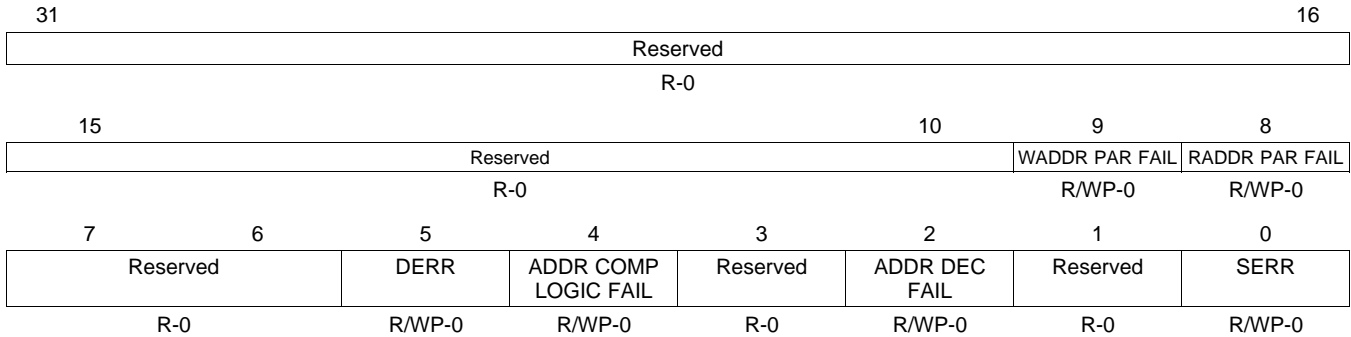 31 16
Reserved
R-0
15 10 9 8
Reserved WADDR PAR FAIL RADDR PAR FAIL
R-0 R/WP-0 R/WP-0
7 6 5 4 3 2 1 0
Reserved DERR ADDR COMP Reserved ADDR DEC Reserved SERR
LOGIC FAIL FAIL
R-0 R/WP-0 R/WP-0 R-0 R/WP-0 R-0 R/WP-0